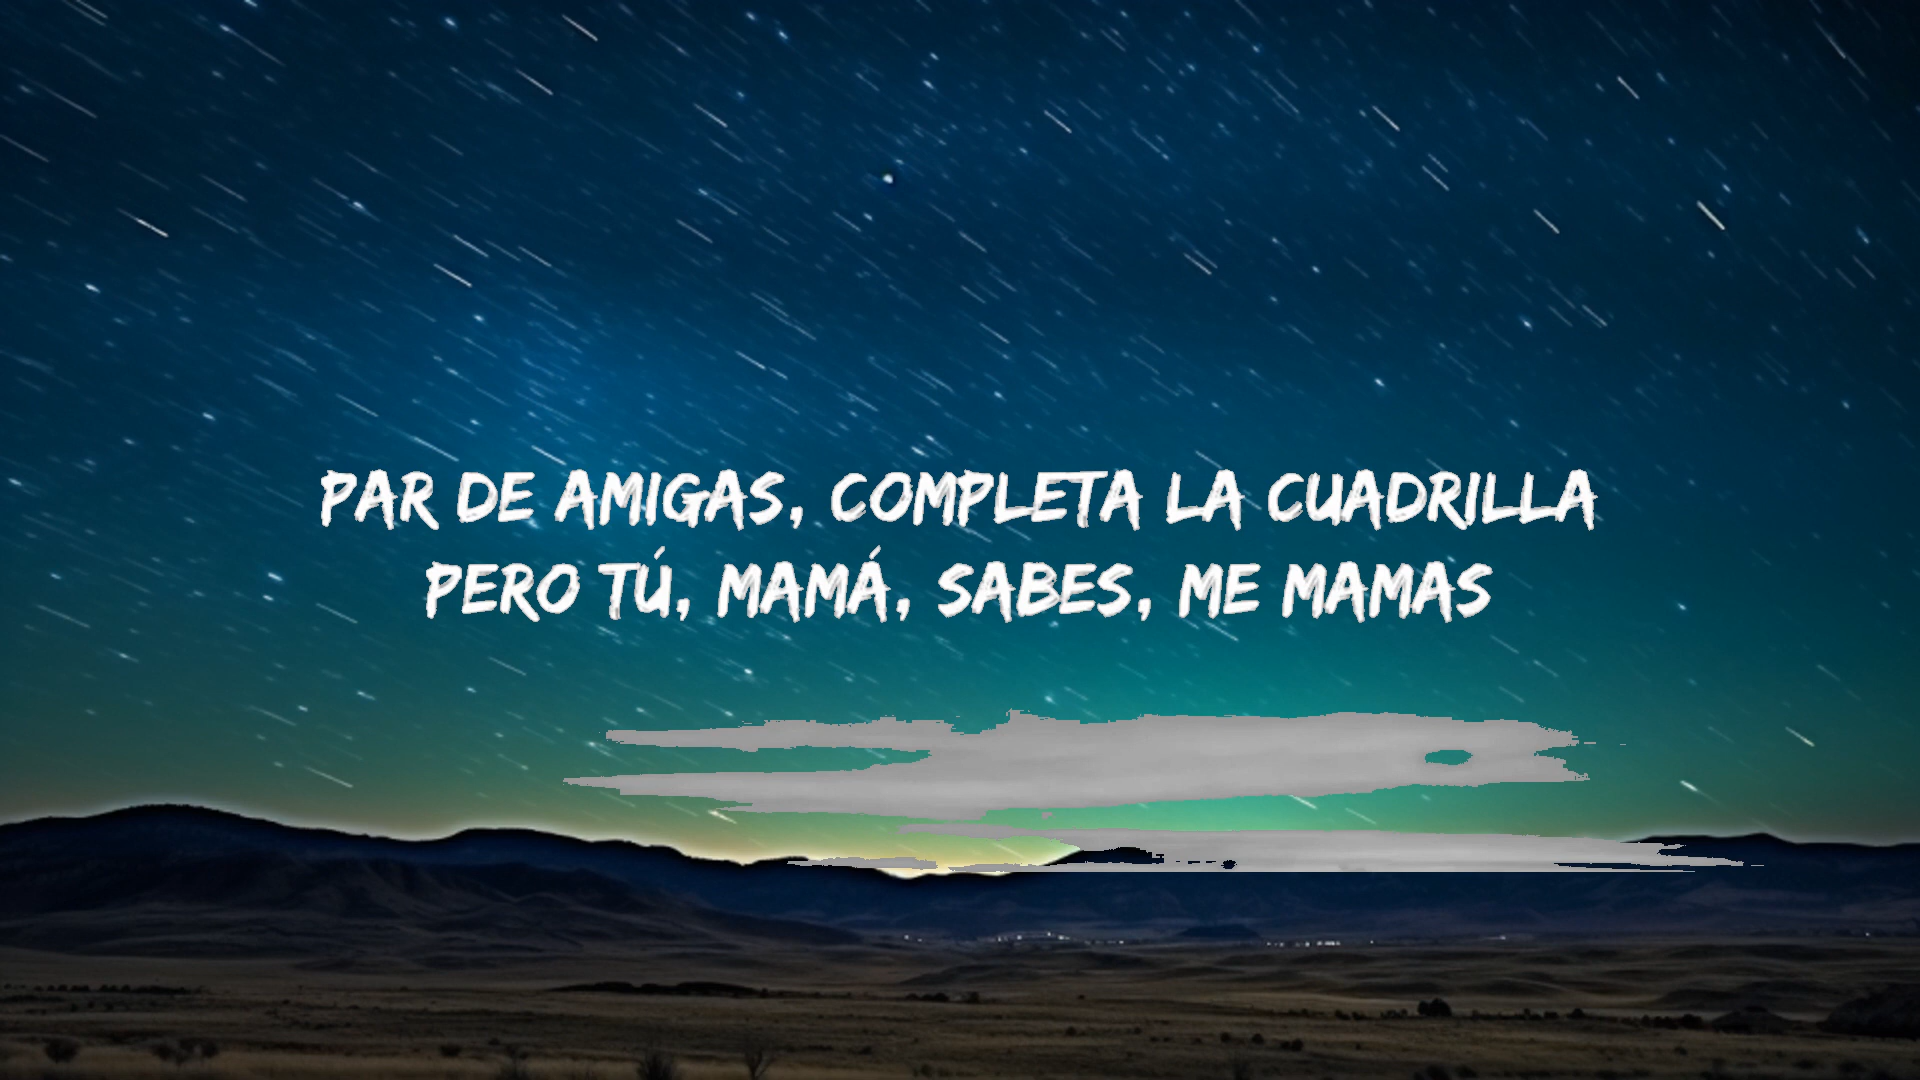 PAR DE AMIGAS, COMPLETA LA CUADRILLA
PERO TÚ, MAMÁ, SABES, ME MAMAS